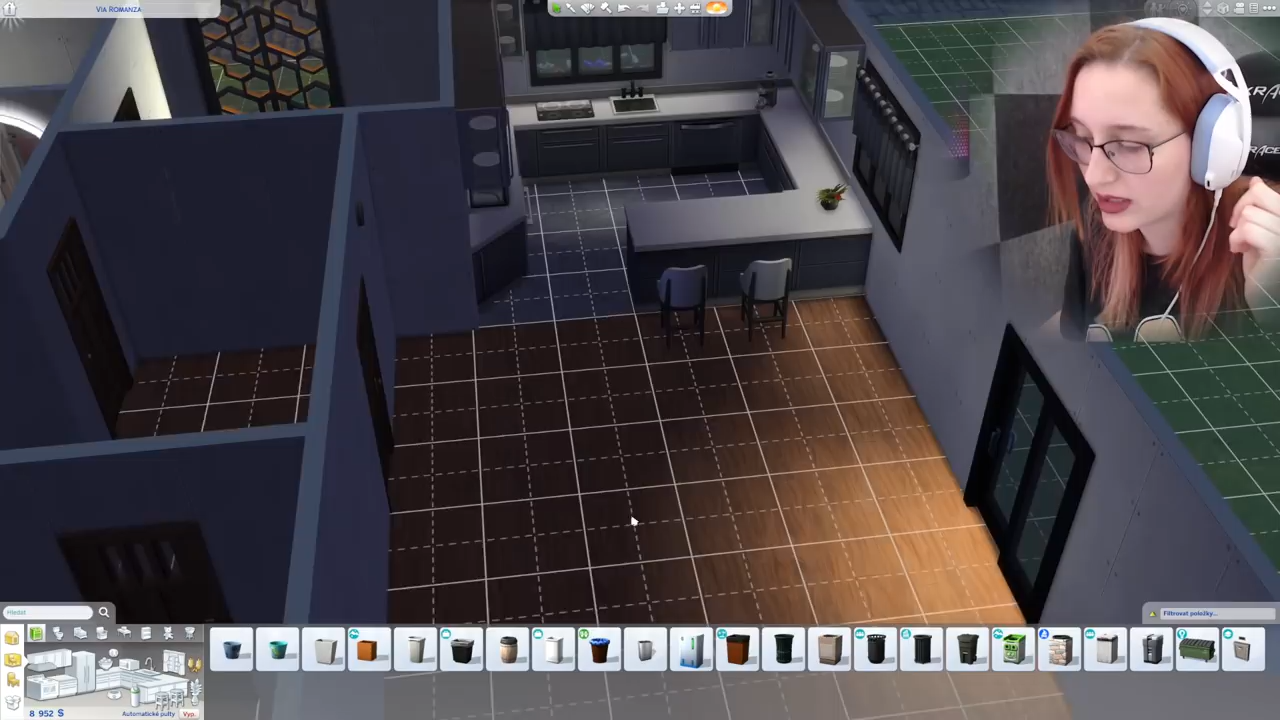 Via Romanza
Hledat
Filtrovat položky...
8 952 $
Automatické pulty
Vyp.